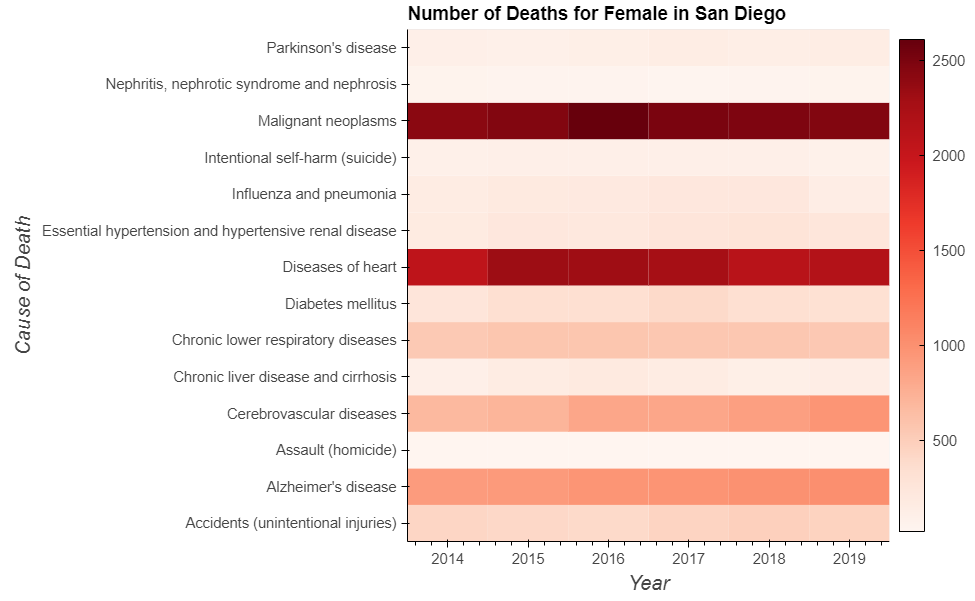 Number of Deaths for Female in San Diego
Parkinson's disease
Nephritis, nephrotic syndrome and nephrosis
Malignant neoplasms
Intentional self-harm (suicide)
Influenza and pneumonia
Essential hypertension and hypertensive renal disease
Diseases of heart
Diabetes mellitus
Chronic lower respiratory diseases
Chronic liver disease and cirrhosis
Cerebrovascular diseases
Assault (homicide)
Alzheimer's disease
Accidents (unintentional injuries)
Cause of Death
2014 2015 2016 2017 2018 2019
Year
2500
2000
1500
1000
500